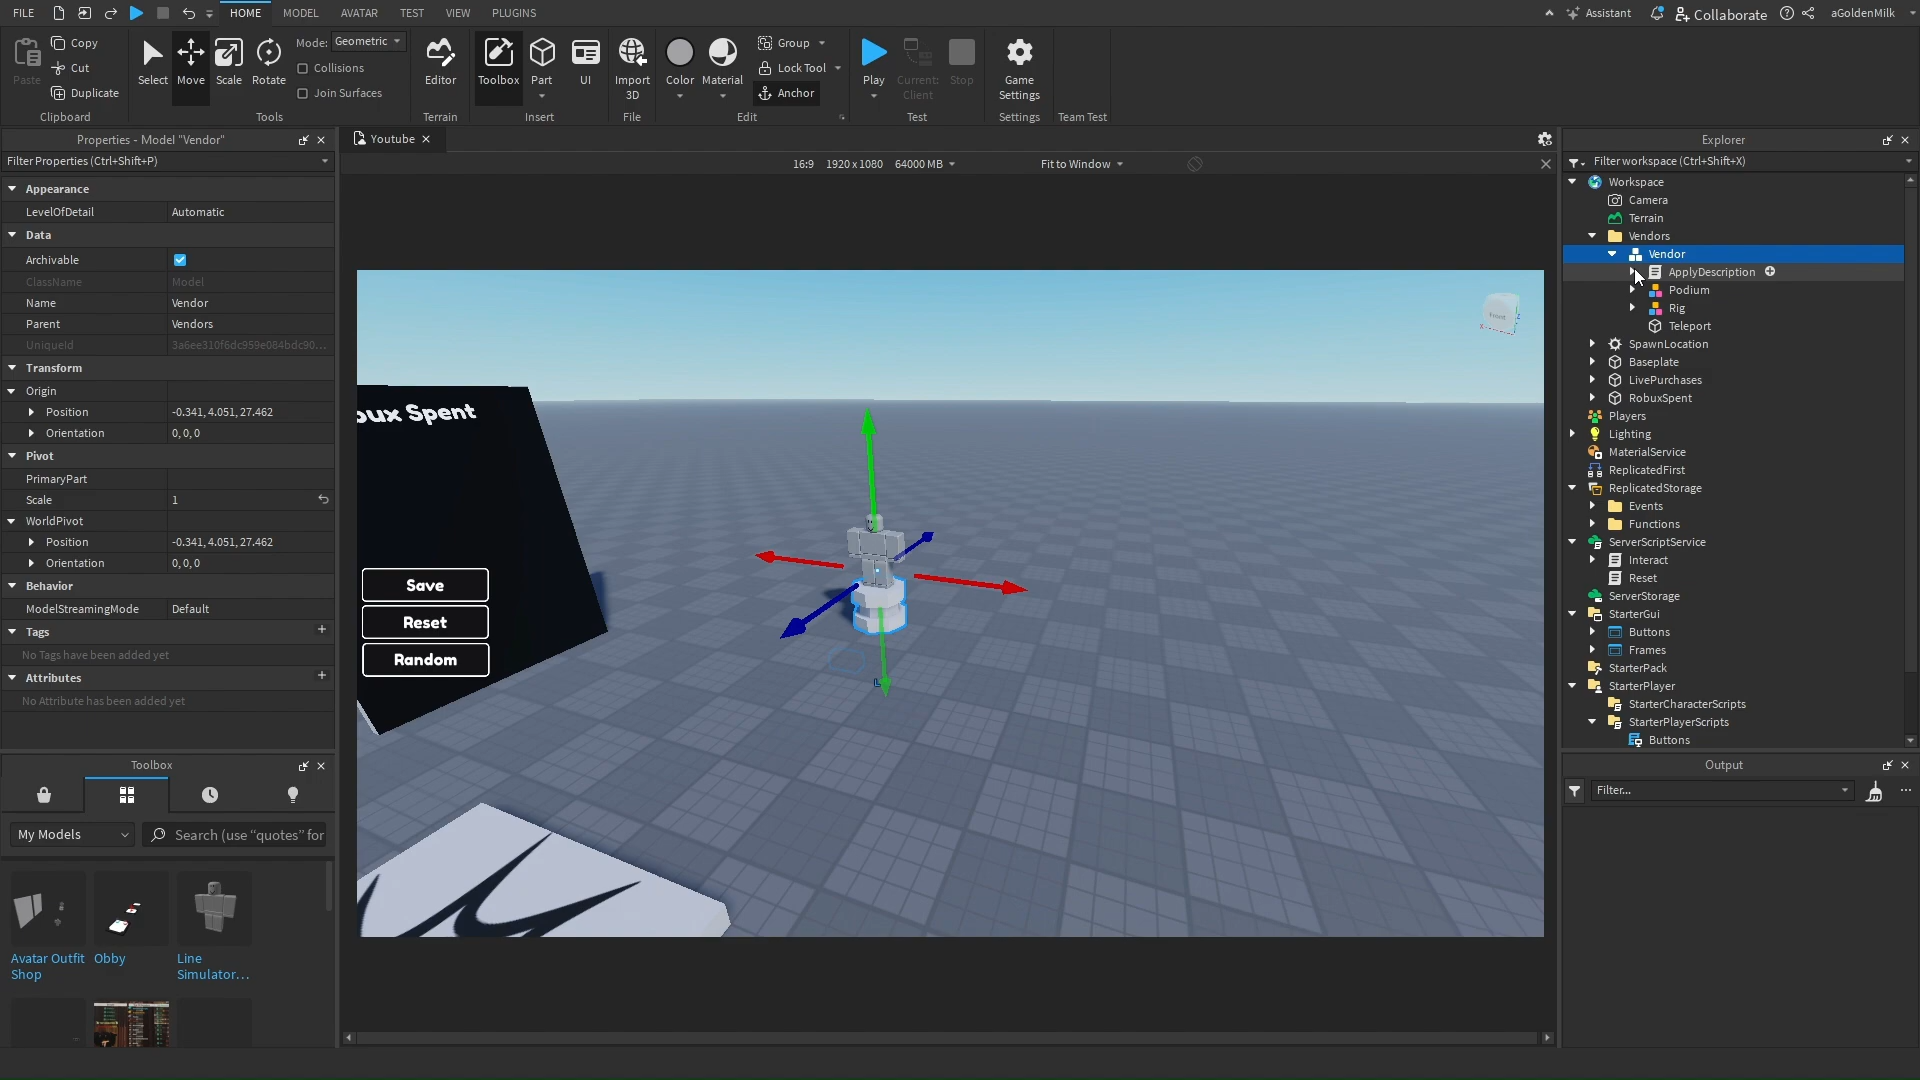 FILE
HOME
MODEL
AVATAR
TEST
VIEW
PLUGINS
Assistant
Collaborate
aGoldenMilk
Paste
Copy
Cut
Duplicate
Clipboard
Select
Move
Scale
Rotate
Mode: Geometric
Collisions
Join Surfaces
Tools
Editor
Terrain
Toolbox
Part
UI
Insert
Import
3D
File
Color
Material
Group
Lock Tool
Anchor
Edit
Play
Current:
Client
Stop
Test
Game
Settings
Settings
Team Test
Properties - Model "Vendor"
Filter Properties (Ctrl+Shift+P)
Appearance
LevelOfDetail Automatic
Data
Archivable
ClassName Model
Name Vendor
Parent Vendors
UniqueId 3a6ee310f6dc959e084bdc90...
Transform
Origin
Position -0.341, 4.051, 27.462
Orientation 0, 0, 0
Pivot
PrimaryPart
Scale 1
WorldPivot
Position -0.341, 4.051, 27.462
Orientation 0, 0, 0
Behavior
ModelStreamingMode Default
Tags
No Tags have been added yet
Attributes
No Attribute has been added yet
Toolbox
My Models
Search (use “quotes” for
Avatar Outfit
Shop
Obby
Line
Simulator...
Youtube
16:9 1920 x 1080 64000 MB
Fit to Window
oux Spent
Save
Reset
Random
Front
X
Z
L
Explorer
Filter workspace (Ctrl+Shift+X)
Workspace
Camera
Terrain
Vendors
Vendor
ApplyDescription
Podium
Rig
Teleport
SpawnLocation
Baseplate
LivePurchases
RobuxSpent
Players
Lighting
MaterialService
ReplicatedFirst
ReplicatedStorage
Events
Functions
ServerScriptService
Interact
Reset
ServerStorage
StarterGui
Buttons
Frames
StarterPack
StarterPlayer
StarterCharacterScripts
StarterPlayerScripts
Buttons
Output
Filter...